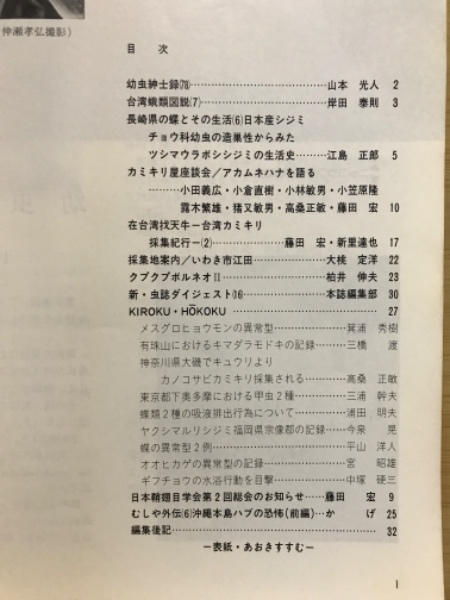 仲瀬孝弘撮影)
目 次
幼虫紳士録(78)……………………………………山本 光人 2
台湾蛾類図説(7)……………………………………岸田 泰則 3
長崎県の蝶とその生活(6)日本産シジミ
チョウ科幼虫の造巣性からみた
ツシマウラボシシジミの生活史………江島 正郎 5
カミキリ屋座談会/アカムネハナを語る
………小田義広・小倉直樹・小林敏男・小笠原隆
露木繁雄・猪又敏男・高桑正敏・藤田 宏 10
在台湾找天牛ー台湾カミキリ
採集紀行ー(2)……………藤田 宏・新里達也 17
採集地案内/いわき市江田……………大桃 定洋 22
クプクプボルネオⅡ……………………柏井 伸夫 23
新・虫誌ダイジェスト(16)……………本誌編集部 30
KIROKU・HŌKOKU ……………………………………27
メスグロヒョウモンの異常型……………箕浦 秀樹
有珠山におけるキマダラモドキの記録………三橋 渡
神奈川県大磯でキュウリより
カノコサビカミキリ採集される…………高桑 正敏
東京都下奥多摩における甲虫2種…………三浦 幹夫
蝶類2種の吸液排出行為について…………浦田 明夫
ヤクシマルリシジミ福岡県宗像郡の記録……今泉 晃
蝶の異常型2例……………………………平山 洋人
オオヒカゲの異常型の記録………………宮 昭雄
ギフチョウの水浴行動を目撃……………中塚 硬三
日本鞘翅目学会第2回総会のお知らせ……藤田 宏 9
むしや外伝(6)沖縄本島ハブの恐怖(前編)…か げ 25
編集後記……………………………………………………32
ー表紙・あおきすすむー
1